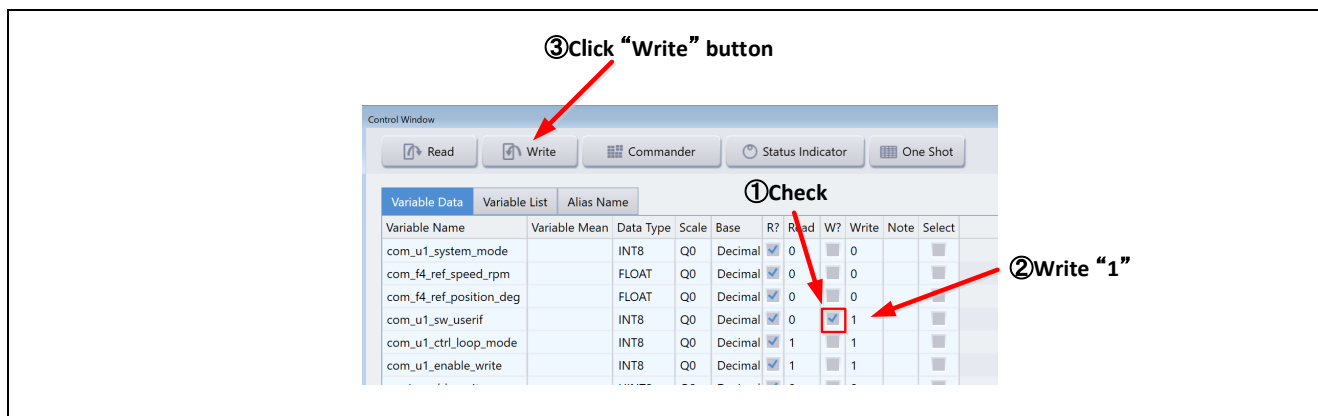 ③Click “Write” button
Control Window
Read Write Commander Status Indicator One Shot
①Check
Variable Data Variable List Alias Name
Variable Name Variable Mean Data Type Scale Base R? Read W? Write Note Select
com_u1_system_mode INT8 Q0 Decimal 0 0
com_f4_ref_speed_rpm FLOAT Q0 Decimal 0 0
②Write “1”
com_f4_ref_position_deg FLOAT Q0 Decimal 0 0
com_u1_sw_userif INT8 Q0 Decimal 0 1
com_u1_ctrl_loop_mode INT8 Q0 Decimal 1 1
com_u1_enable_write INT8 Q0 Decimal 1 1